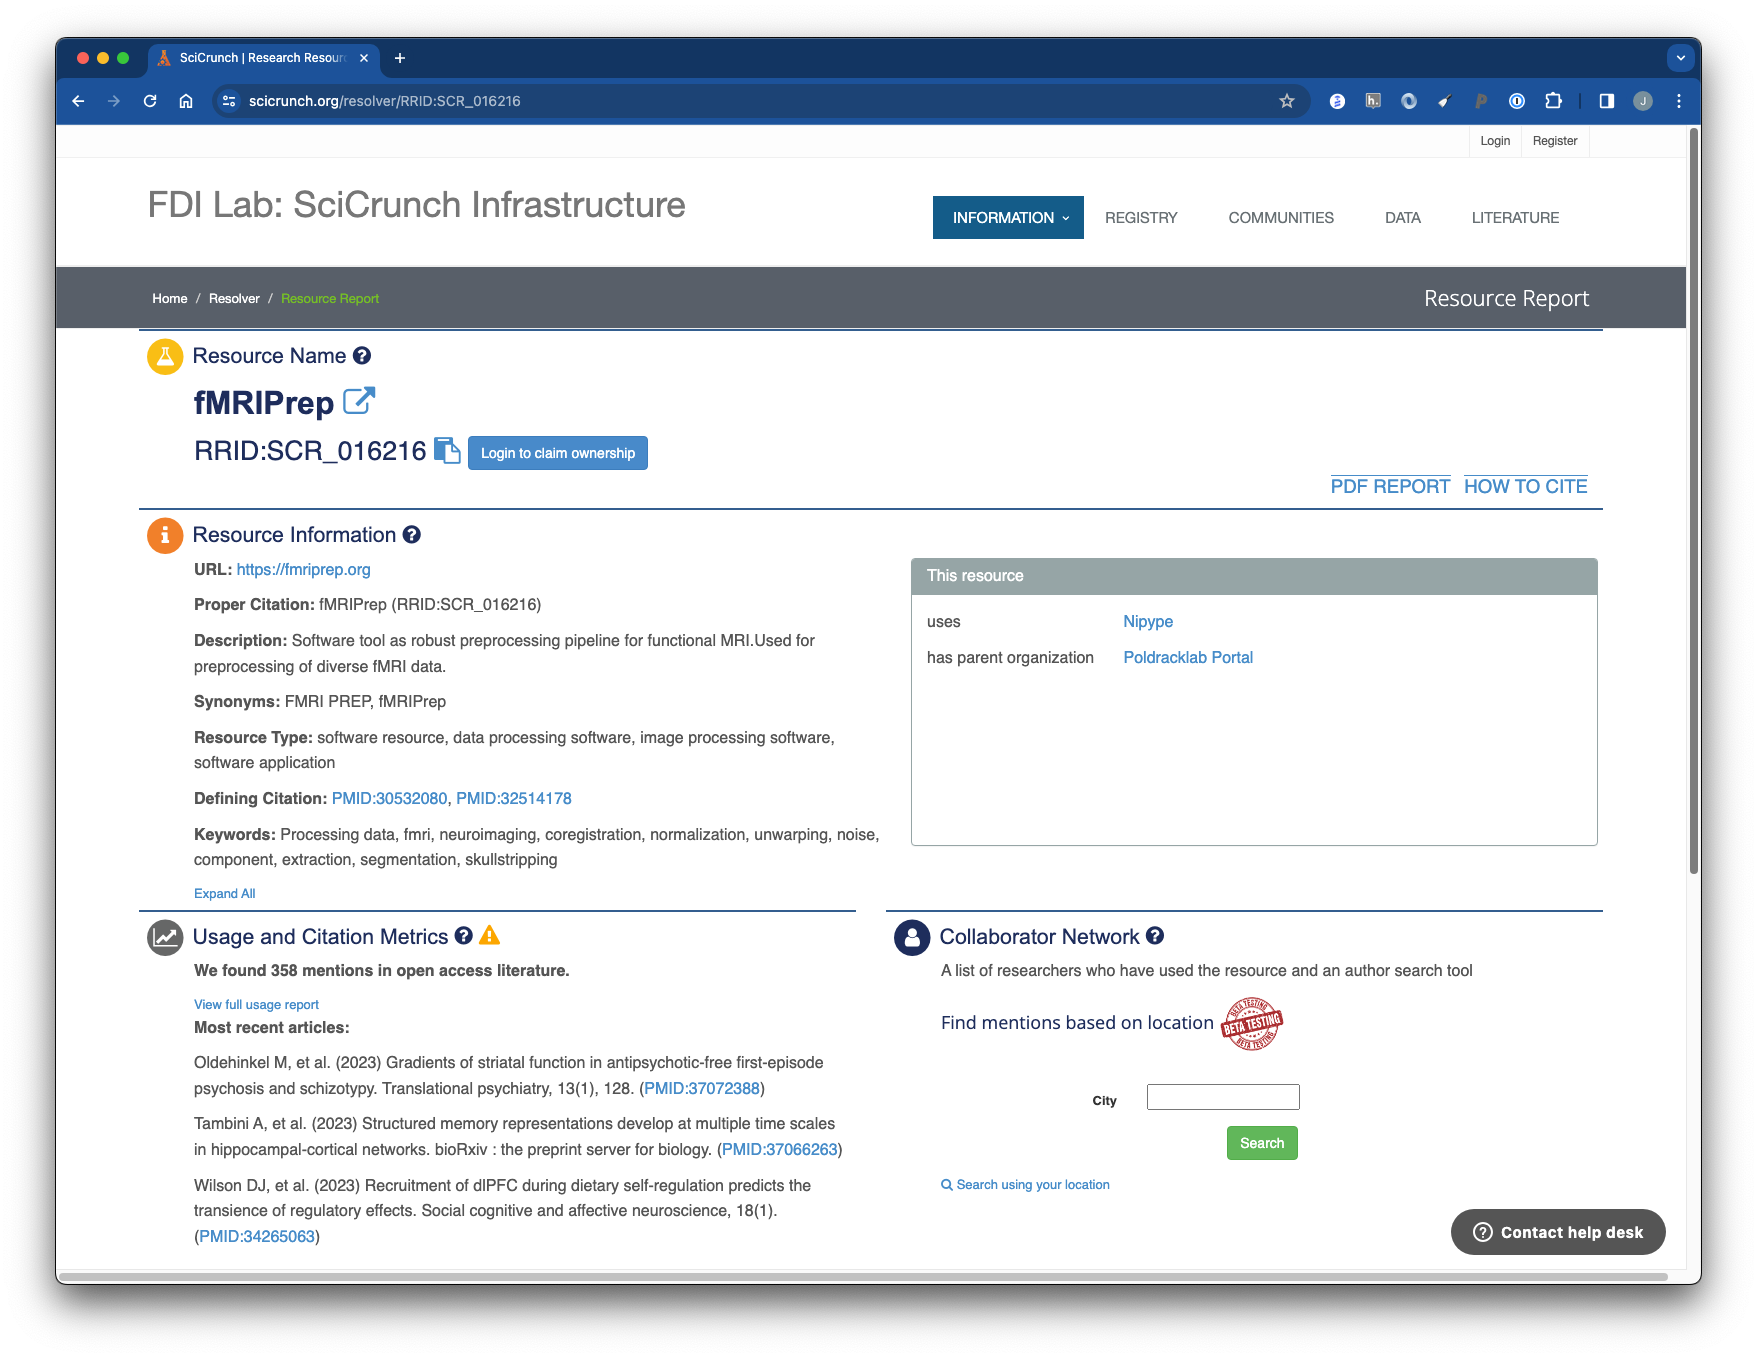 SciCrunch | Research Resour
scicrunch.org/resolver/RRID:SCR_016216
h.
J
Login
Register
FDI Lab: SciCrunch Infrastructure
INFORMATION
REGISTRY
COMMUNITIES
DATA
LITERATURE
Home / Resolver / Resource Report
Resource Report
Resource Name
fMRIPrep
RRID:SCR_016216
Login to claim ownership
PDF REPORT
HOW TO CITE
Resource Information
URL: https://fmriprep.org
Proper Citation: fMRIPrep (RRID:SCR_016216)
Description: Software tool as robust preprocessing pipeline for functional MRI.Used for
preprocessing of diverse fMRI data.
Synonyms: FMRI PREP, fMRIPrep
Resource Type: software resource, data processing software, image processing software,
software application
Defining Citation: PMID:30532080, PMID:32514178
Keywords: Processing data, fmri, neuroimaging, coregistration, normalization, unwarping, noise,
component, extraction, segmentation, skullstripping
Expand All
This resource
uses Nipype
has parent organization Poldracklab Portal
Usage and Citation Metrics
We found 358 mentions in open access literature.
View full usage report
Most recent articles:
Oldehinkel M, et al. (2023) Gradients of striatal function in antipsychotic-free first-episode
psychosis and schizotypy. Translational psychiatry, 13(1), 128. (PMID:37072388)
Tambini A, et al. (2023) Structured memory representations develop at multiple time scales
in hippocampal-cortical networks. bioRxiv : the preprint server for biology. (PMID:37066263)
Wilson DJ, et al. (2023) Recruitment of dlPFC during dietary self-regulation predicts the
transience of regulatory effects. Social cognitive and affective neuroscience, 18(1).
(PMID:34265063)
Collaborator Network
A list of researchers who have used the resource and an author search tool
Find mentions based on location
BETA TESTING
BETA TESTING
BETA TESTING
City
Search
Search using your location
Contact help desk